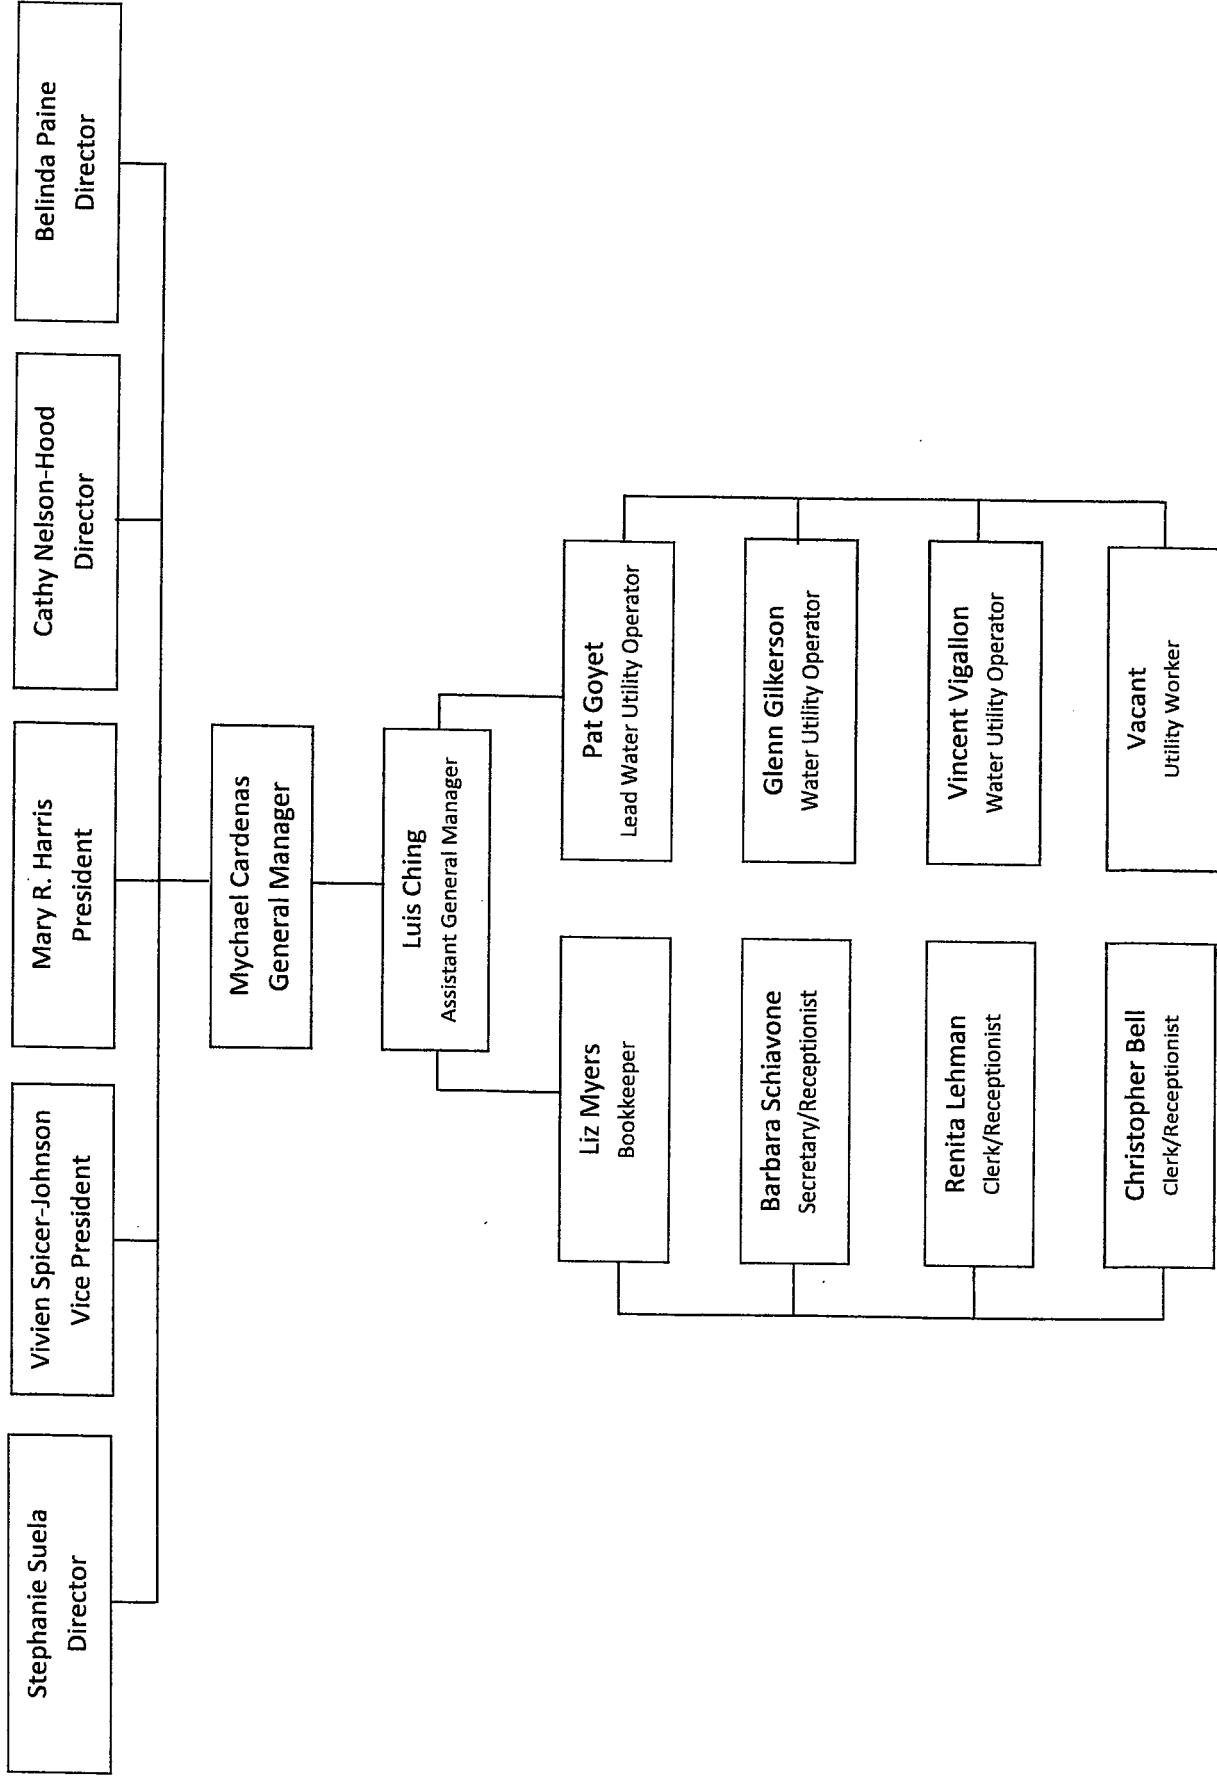 Stephanie Suela
Director
Vivien Spicer-Johnson
Vice President
Mary R. Harris
President
Cathy Nelson-Hood
Director
Belinda Paine
Director
Mychael Cardenas
General Manager
Luis Ching
Assistant General Manager
Liz Myers
Bookkeeper
Pat Goyet
Lead Water Utility Operator
Barbara Schiavone
Secretary/Receptionist
Glenn Gilkerson
Water Utility Operator
Renita Lehman
Clerk/Receptionist
Vincent Vigallon
Water Utility Operator
Christopher Bell
Clerk/Receptionist
Vacant
Utility Worker